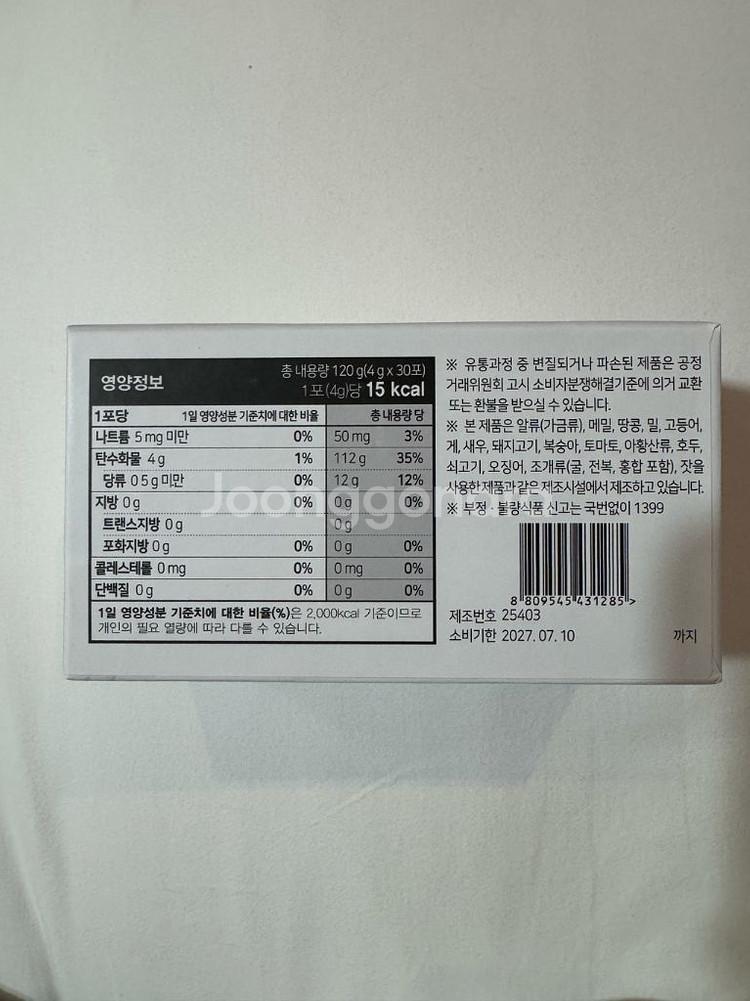 영양정보
총 내용량 120 g(4 g x 30포)
1포(4g)당 15 kcal
1포당 1일 영양성분 기준치에 대한 비율 총 내용량 당
나트륨 5 mg 미만 0% 50 mg 3%
탄수화물 4 g 1% 112 g 35%
당류 0.5 g 미만 0% 12 g 12%
지방 0 g 0% 0 g 0%
트랜스지방 0 g 0 g
포화지방 0 g 0% 0 g 0%
콜레스테롤 0 mg 0% 0 mg 0%
단백질 0 g 0% 0 g 0%
1일 영양성분 기준치에 대한 비율(%)은 2,000kcal 기준이므로
개인의 필요 열량에 따라 다를 수 있습니다.
※ 유통과정 중 변질되거나 파손된 제품은 공정
거래위원회 고시 소비자분쟁해결기준에 의거 교환
또는 환불을 받으실 수 있습니다.
※ 본 제품은 알류(가금류), 메밀, 땅콩, 밀, 고등어,
게, 새우, 돼지고기, 복숭아, 토마토, 아황산류, 호두,
쇠고기, 오징어, 조개류(굴, 전복, 홍합 포함), 잣을
사용한 제품과 같은 제조시설에서 제조하고 있습니다.
※ 부정 · 불량식품 신고는 국번없이 1399
8 809545 431285 >
제조번호 25403
소비기한 2027. 07. 10 까지
Joonggonara